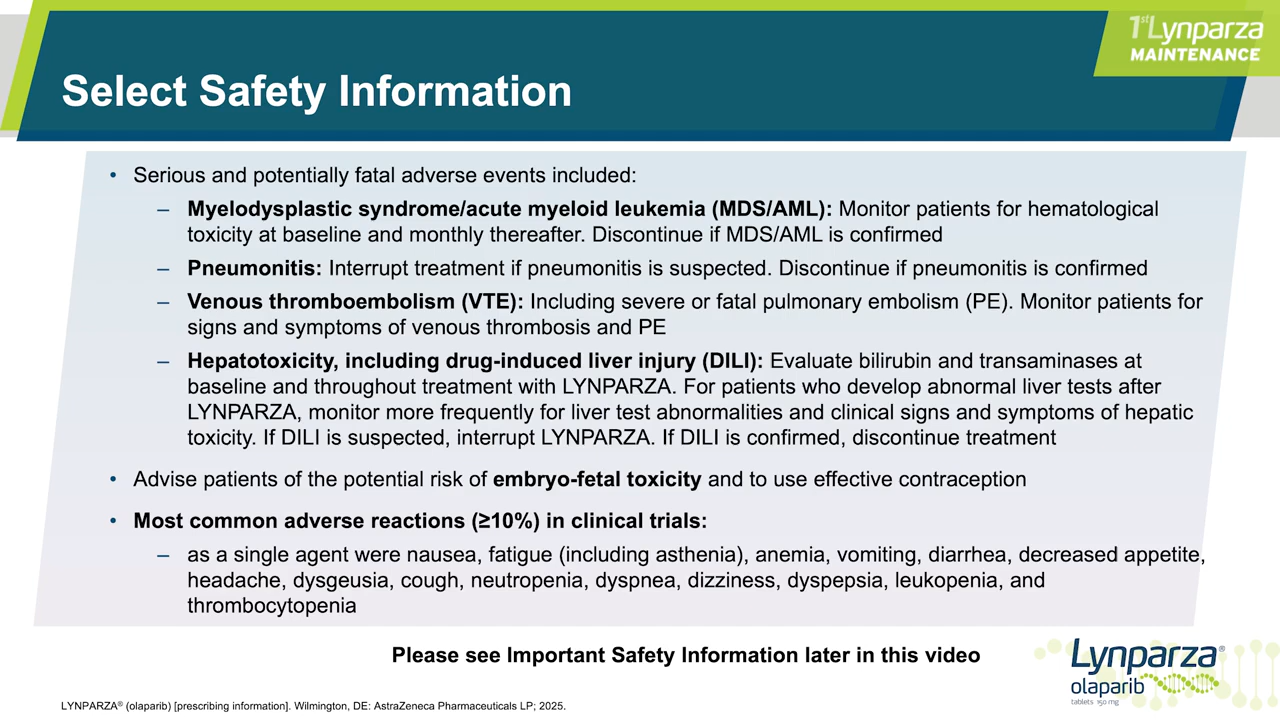 1st Lynparza
MAINTENANCE
Select Safety Information
• Serious and potentially fatal adverse events included:
– Myelodysplastic syndrome/acute myeloid leukemia (MDS/AML): Monitor patients for hematological
toxicity at baseline and monthly thereafter. Discontinue if MDS/AML is confirmed
– Pneumonitis: Interrupt treatment if pneumonitis is suspected. Discontinue if pneumonitis is confirmed
– Venous thromboembolism (VTE): Including severe or fatal pulmonary embolism (PE). Monitor patients for
signs and symptoms of venous thrombosis and PE
– Hepatotoxicity, including drug-induced liver injury (DILI): Evaluate bilirubin and transaminases at
baseline and throughout treatment with LYNPARZA. For patients who develop abnormal liver tests after
LYNPARZA, monitor more frequently for liver test abnormalities and clinical signs and symptoms of hepatic
toxicity. If DILI is suspected, interrupt LYNPARZA. If DILI is confirmed, discontinue treatment
• Advise patients of the potential risk of embryo-fetal toxicity and to use effective contraception
• Most common adverse reactions (≥10%) in clinical trials:
– as a single agent were nausea, fatigue (including asthenia), anemia, vomiting, diarrhea, decreased appetite,
headache, dysgeusia, cough, neutropenia, dyspnea, dizziness, dyspepsia, leukopenia, and
thrombocytopenia
Please see Important Safety Information later in this video
Lynparza®
olaparib
tablets 150 mg
LYNPARZA® (olaparib) [prescribing information]. Wilmington, DE: AstraZeneca Pharmaceuticals LP; 2025.